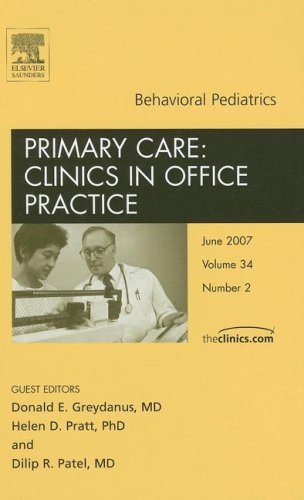 ELSEVIER
SAUNDERS
Behavioral Pediatrics
PRIMARY CARE:
CLINICS IN OFFICE
PRACTICE
June 2007
Volume 34
Number 2
theclinics.com
GUEST EDITORS
Donald E. Greydanus, MD
Helen D. Pratt, PhD
and
Dilip R. Patel, MD